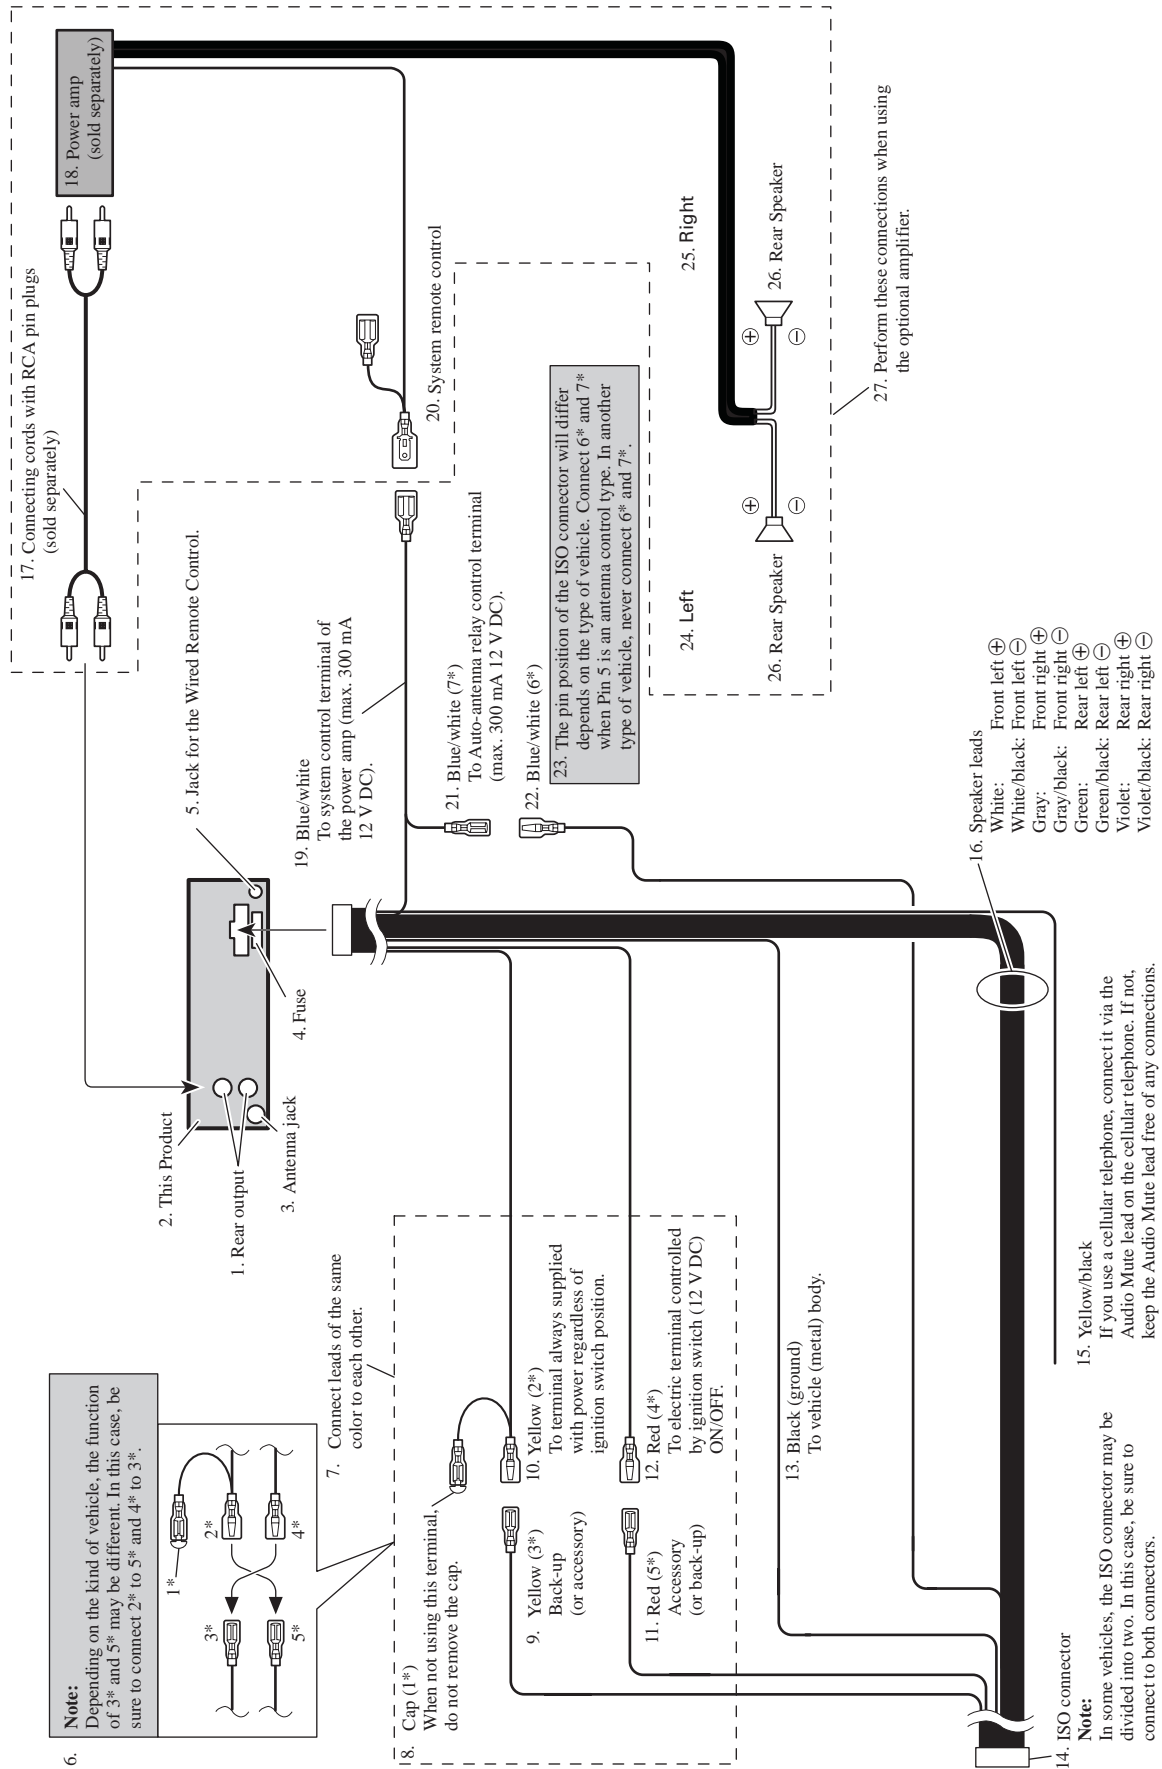 6.
Note:
Depending on the kind of vehicle, the function
of 3* and 5* may be different. In this case, be
sure to connect 2* to 5* and 4* to 3*.
1*
3*
2*
5*
4*
2. This Product
1. Rear output
3. Antenna jack
4. Fuse
5. Jack for the Wired Remote Control.
17. Connecting cords with RCA pin plugs
(sold separately)
18. Power amp
(sold separately)
7. Connect leads of the same
color to each other.
8. Cap (1*)
When not using this terminal,
do not remove the cap.
9. Yellow (3*)
Back-up
(or accessory)
10. Yellow (2*)
To terminal always supplied
with power regardless of
ignition switch position.
11. Red (5*)
Accessory
(or back-up)
12. Red (4*)
To electric terminal controlled
by ignition switch (12 V DC)
ON/OFF.
13. Black (ground)
To vehicle (metal) body.
14. ISO connector
Note:
In some vehicles, the ISO connector may be
divided into two. In this case, be sure to
connect to both connectors.
15. Yellow/black
If you use a cellular telephone, connect it via the
Audio Mute lead on the cellular telephone. If not,
keep the Audio Mute lead free of any connections.
16. Speaker leads
White: Front left ⊕
White/black: Front left ⊖
Gray: Front right ⊕
Gray/black: Front right ⊖
Green: Rear left ⊕
Green/black: Rear left ⊖
Violet: Rear right ⊕
Violet/black: Rear right ⊖
19. Blue/white
To system control terminal of
the power amp (max. 300 mA
12 V DC).
20. System remote control
21. Blue/white (7*)
To Auto-antenna relay control terminal
(max. 300 mA 12 V DC).
22. Blue/white (6*)
23. The pin position of the ISO connector will differ
depends on the type of vehicle. Connect 6* and 7*
when Pin 5 is an antenna control type. In another
type of vehicle, never connect 6* and 7*.
24. Left
25. Right
26. Rear Speaker
⊕
⊖
⊕
⊖
26. Rear Speaker
27. Perform these connections when using
the optional amplifier.